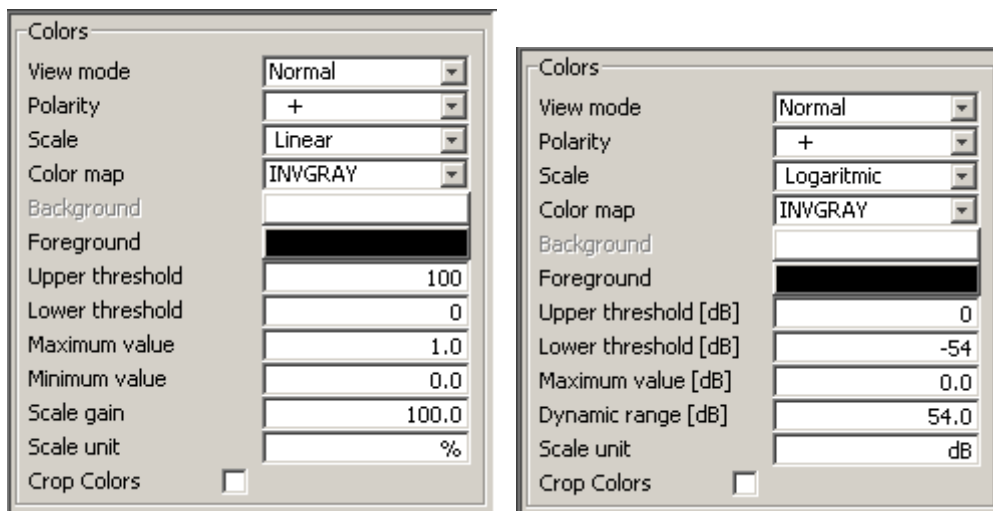 Colors
View mode Normal
Polarity +
Scale Linear
Color map INVGRAY
Background
Foreground
Upper threshold 100
Lower threshold 0
Maximum value 1.0
Minimum value 0.0
Scale gain 100.0
Scale unit %
Crop Colors
Colors
View mode Normal
Polarity +
Scale Logaritmic
Color map INVGRAY
Background
Foreground
Upper threshold [dB] 0
Lower threshold [dB] -54
Maximum value [dB] 0.0
Dynamic range [dB] 54.0
Scale unit dB
Crop Colors